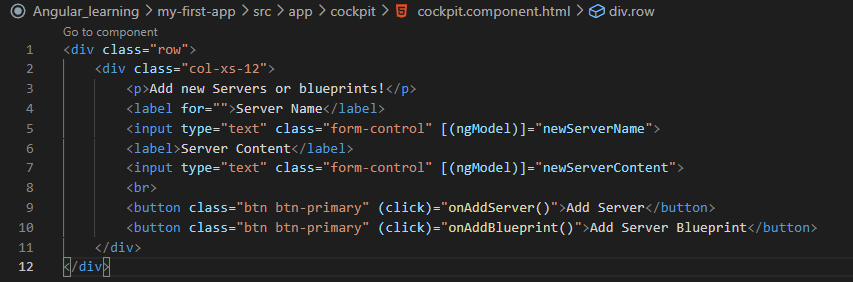 Angular_learning > my-first-app > src > app > cockpit > cockpit.component.html > div.row
Go to component
1 <div class="row">
2     <div class="col-xs-12">
3         <p>Add new Servers or blueprints!</p>
4         <label for="">Server Name</label>
5         <input type="text" class="form-control" [(ngModel)]="newServerName">
6         <label>Server Content</label>
7         <input type="text" class="form-control" [(ngModel)]="newServerContent">
8         <br>
9         <button class="btn btn-primary" (click)="onAddServer()">Add Server</button>
10         <button class="btn btn-primary" (click)="onAddBlueprint()">Add Server Blueprint</button>
11     </div>
12 </div>